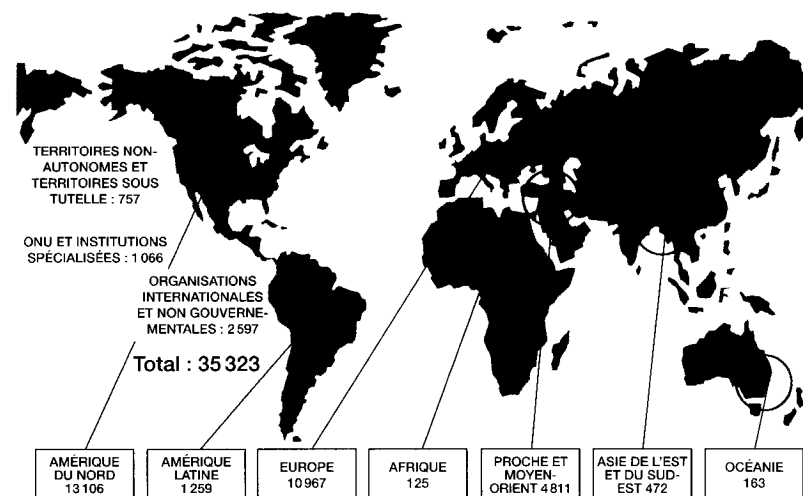 TERRITOIRES NON-
AUTONOMES ET
TERRITOIRES SOUS
TUTELLE : 757
ONU ET INSTITUTIONS
SPÉCIALISÉES : 1 066
ORGANISATIONS
INTERNATIONALES
ET NON GOUVERNE-
MENTALES : 2 597
Total : 35 323
AMÉRIQUE
DU NORD
13 106
AMÉRIQUE
LATINE
1 259
EUROPE
10 967
AFRIQUE
125
PROCHE ET
MOYEN-
ORIENT 4 811
ASIE DE L'EST
ET DU SUD-
EST 472
OCÉANIE
163